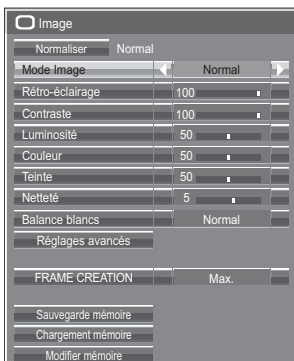 Image
Normaliser Normal
Mode Image Normal
Rétro-éclairage 100
Contraste 100
Luminosité 50
Couleur 50
Teinte 50
Netteté 5
Balance blancs Normal
Réglages avancés
FRAME CREATION Max.
Sauvegarde mémoire
Chargement mémoire
Modifier mémoire